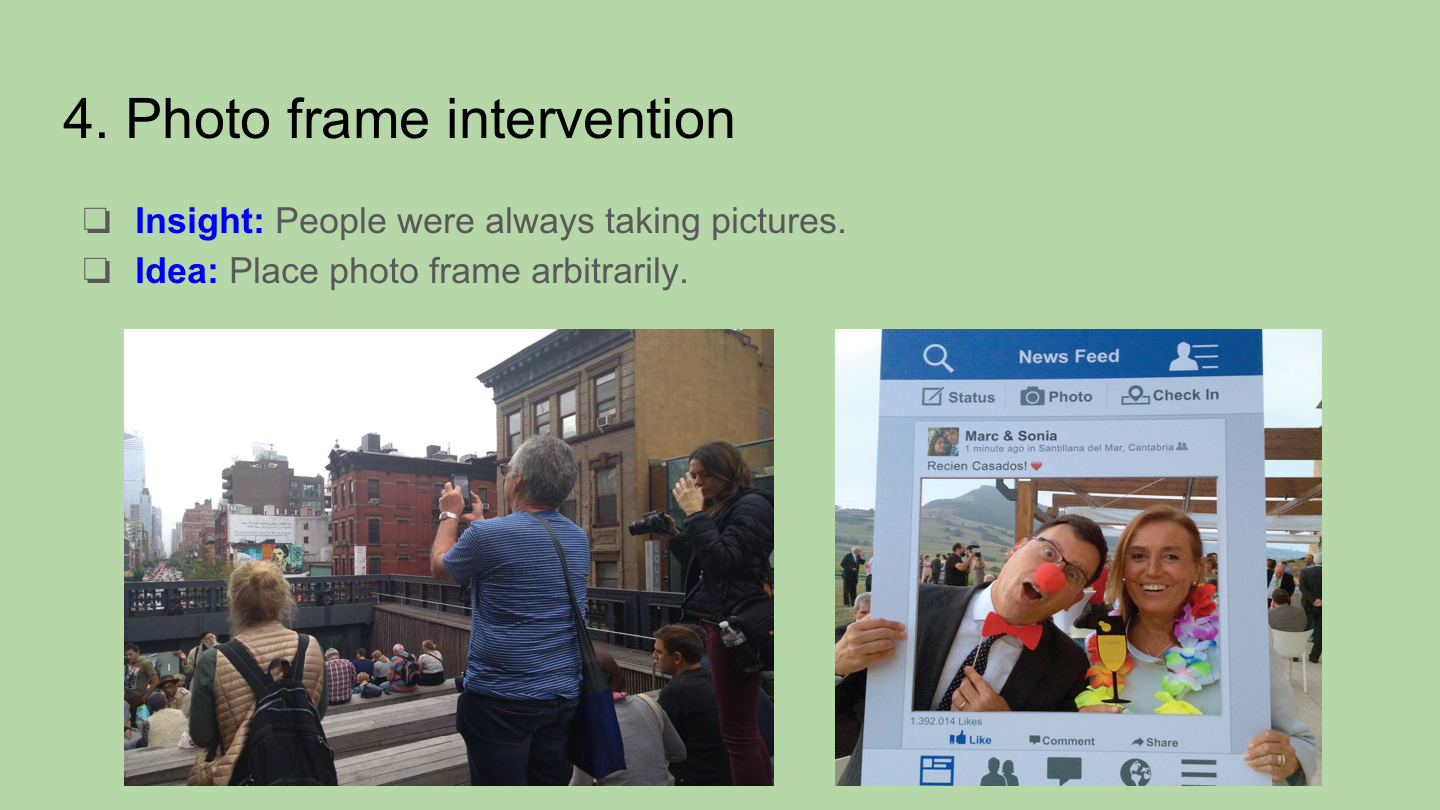 4. Photo frame intervention
❏ Insight: People were always taking pictures.
❏ Idea: Place photo frame arbitrarily.
News Feed
Status Photo Check In
Marc & Sonia
1 minute ago in Santillana del Mar, Cantabria
Recien Casados!
1.392.014 Likes
Like Comment Share